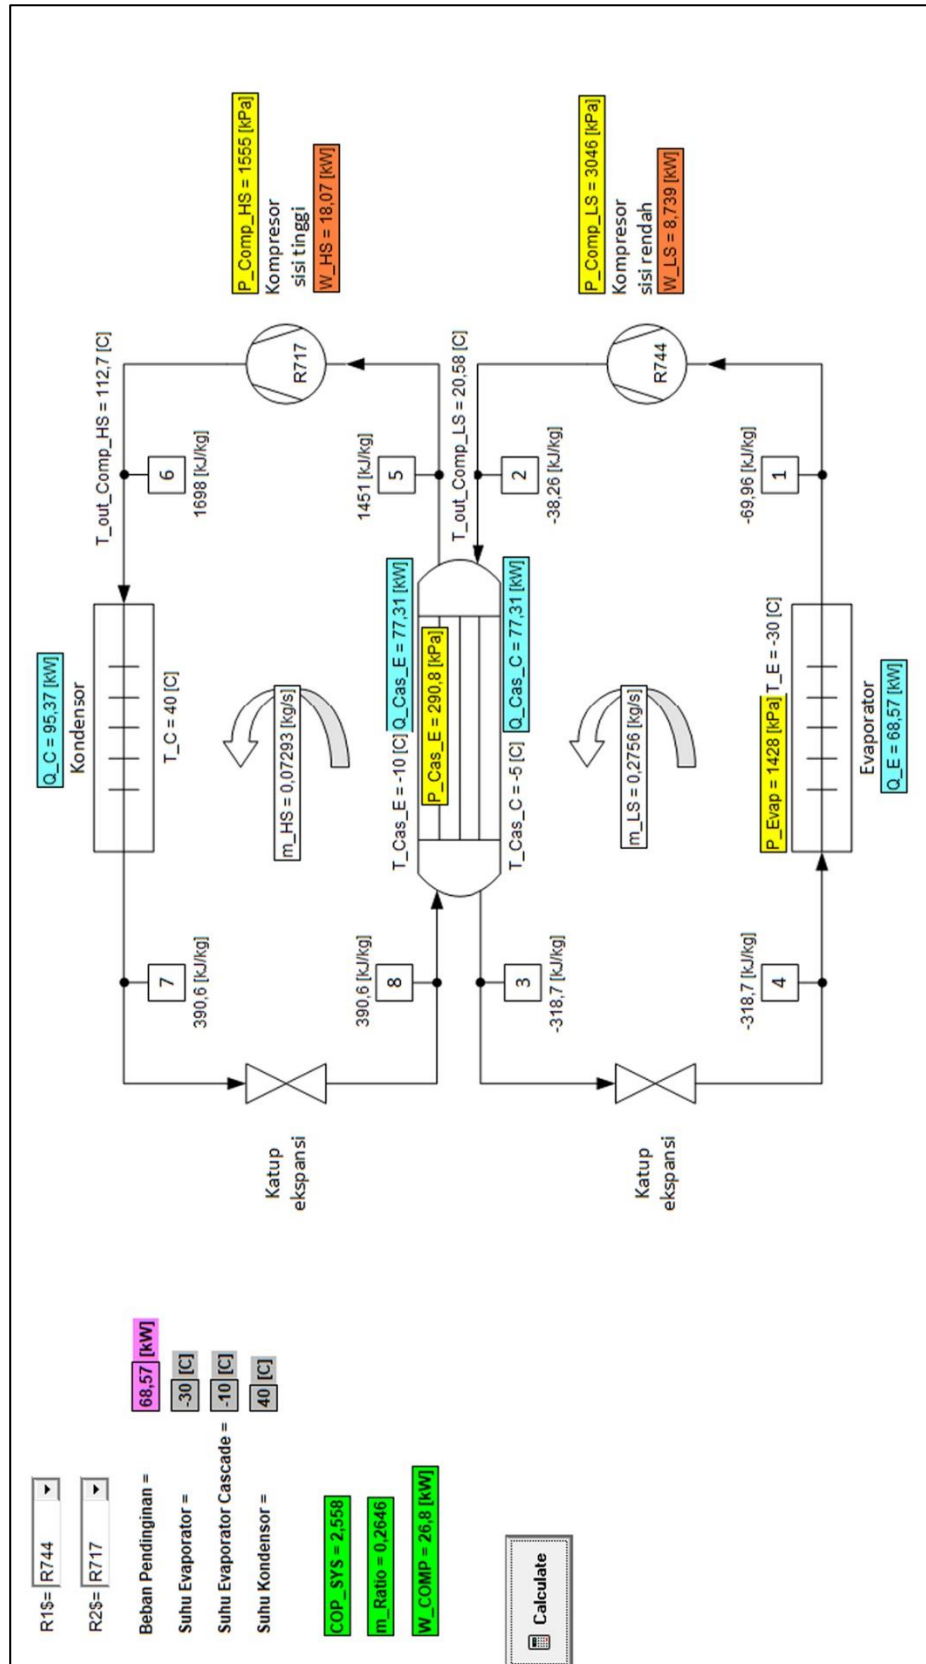 R1$= R744
R2$= R717
Beban Pendinginan = 68,57 [kW]
Suhu Evaporator = -30 [C]
Suhu Evaporator Cascade = -10 [C]
Suhu Kondensor = 40 [C]
COP_SYS = 2,558
m_Ratio = 0,2646
W_COMP = 26,8 [kW]
Calculate
Q_C = 95,37 [kW]
Kondensor
T_C = 40 [C]
T_out_Comp_HS = 112,7 [C]
7
390,6 [kJ/kg]
6
1698 [kJ/kg]
P_Comp_HS = 1555 [kPa]
Kompresor
sisi tinggi
W_HS = 18,07 [kW]
R717
Katup
ekspansi
m_HS = 0,07293 [kg/s]
390,6 [kJ/kg]
8
1451 [kJ/kg]
5
T_Cas_E = -10 [C]
Q_Cas_E = 77,31 [kW]
P_Cas_E = 290,8 [kPa]
T_Cas_C = -5 [C]
Q_Cas_C = 77,31 [kW]
T_out_Comp_LS = 20,58 [C]
3
-318,7 [kJ/kg]
2
-38,26 [kJ/kg]
P_Comp_LS = 3046 [kPa]
Kompresor
sisi rendah
W_LS = 8,739 [kW]
R744
Katup
ekspansi
m_LS = 0,2756 [kg/s]
-318,7 [kJ/kg]
4
-69,96 [kJ/kg]
1
P_Evap = 1428 [kPa]
T_E = -30 [C]
Evaporator
Q_E = 68,57 [kW]